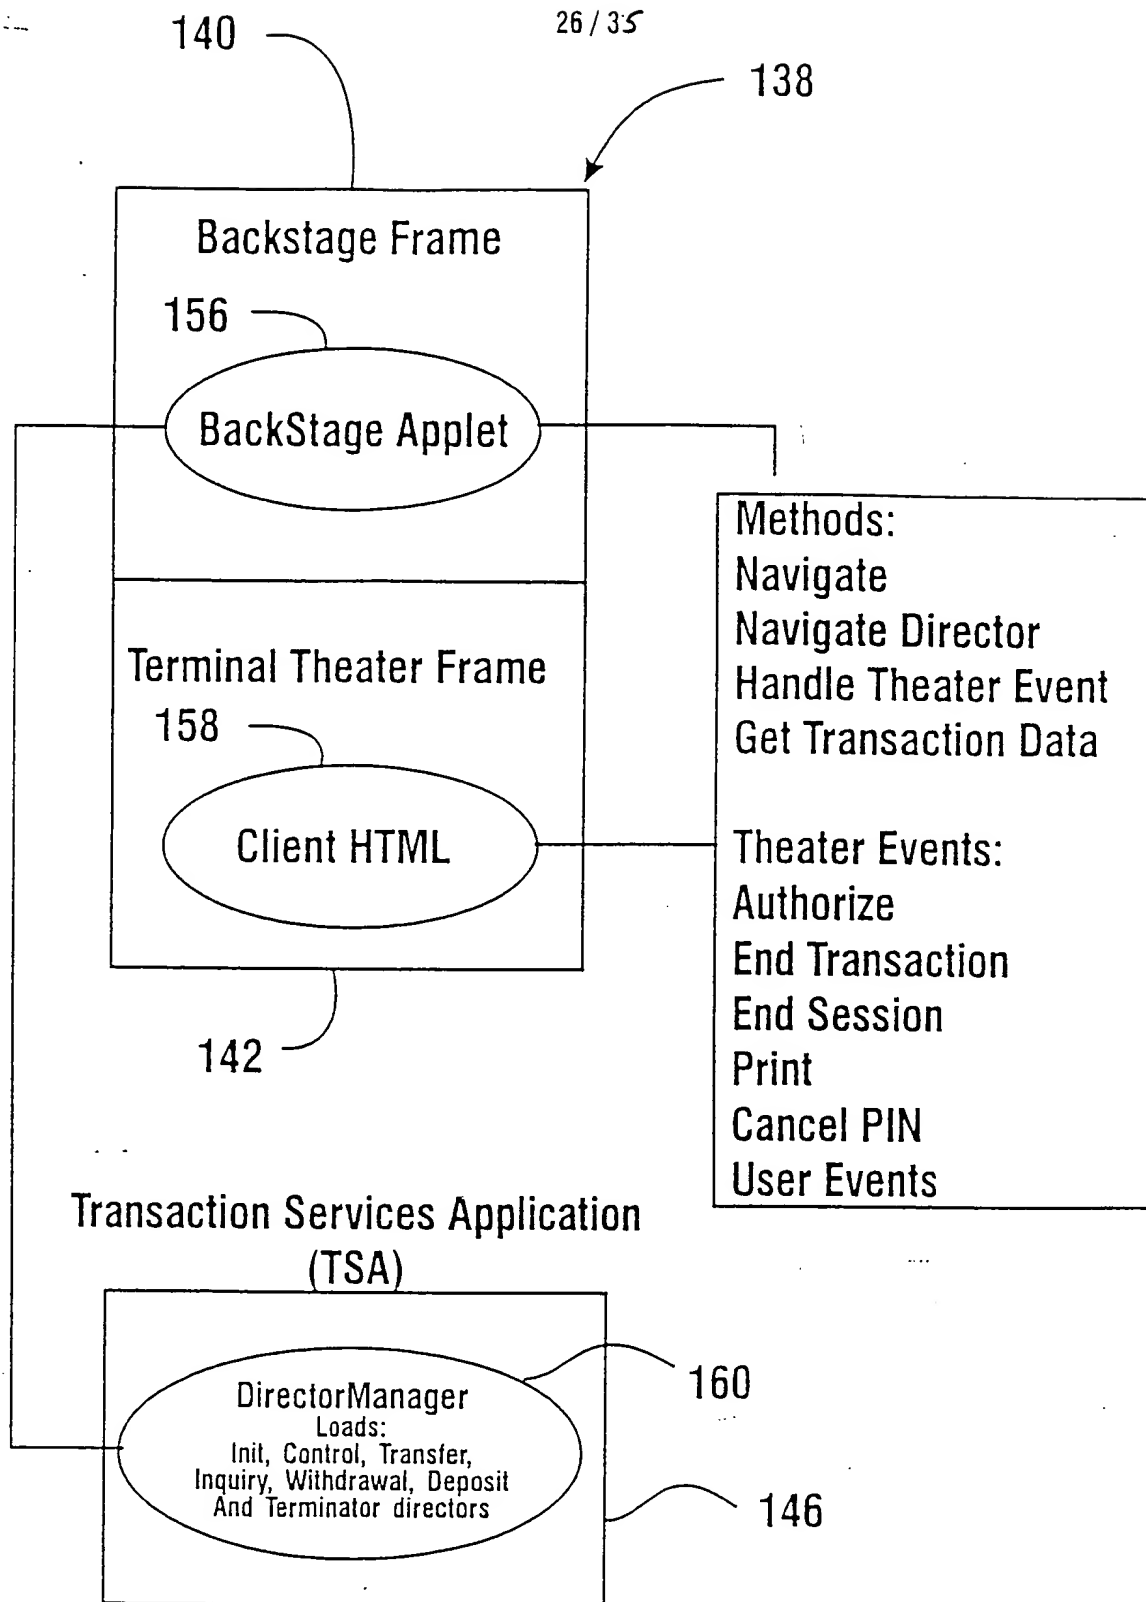 26/35
140
138
Backstage Frame
156
BackStage Applet
Methods:
Navigate
Navigate Director
Handle Theater Event
Get Transaction Data
Theater Events:
Authorize
End Transaction
End Session
Print
Cancel PIN
User Events
Terminal Theater Frame
158
Client HTML
142
Transaction Services Application
(TSA)
DirectorManager
Loads:
Init, Control, Transfer,
Inquiry, Withdrawal, Deposit
And Terminator directors
160
146